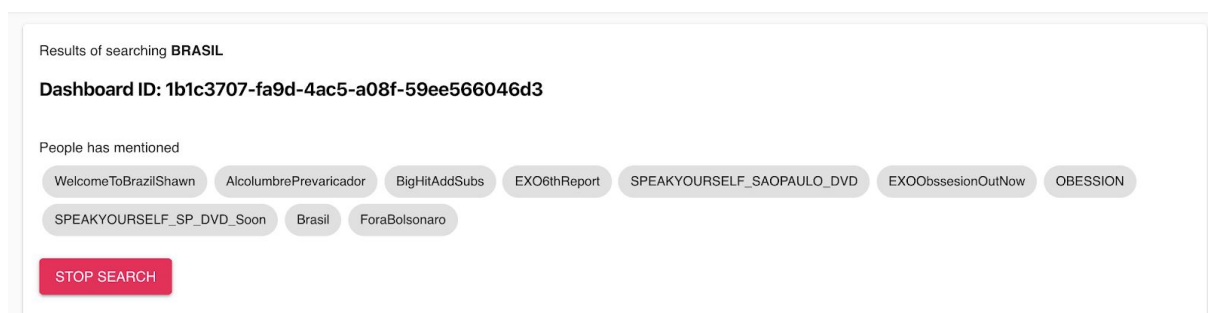 Results of searching BRASIL
Dashboard ID: 1b1c3707-fa9d-4ac5-a08f-59ee566046d3
People has mentioned
WelcomeToBrazilShawn AlcolumbrePrevaricador BigHitAddSubs EXO6thReport SPEAKYOURSELF_SAOPAULO_DVD EXOObssesionOutNow OBESSION
SPEAKYOURSELF_SP_DVD_Soon Brasil ForaBolsonaro
STOP SEARCH